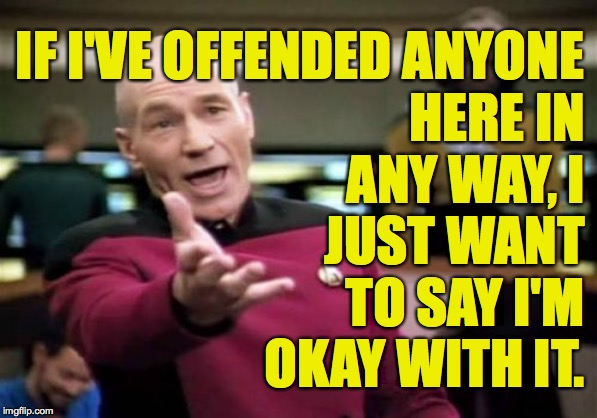 IF I'VE OFFENDED ANYONE
HERE IN
ANY WAY, I
JUST WANT
TO SAY I'M
OKAY WITH IT.
imgflip.com